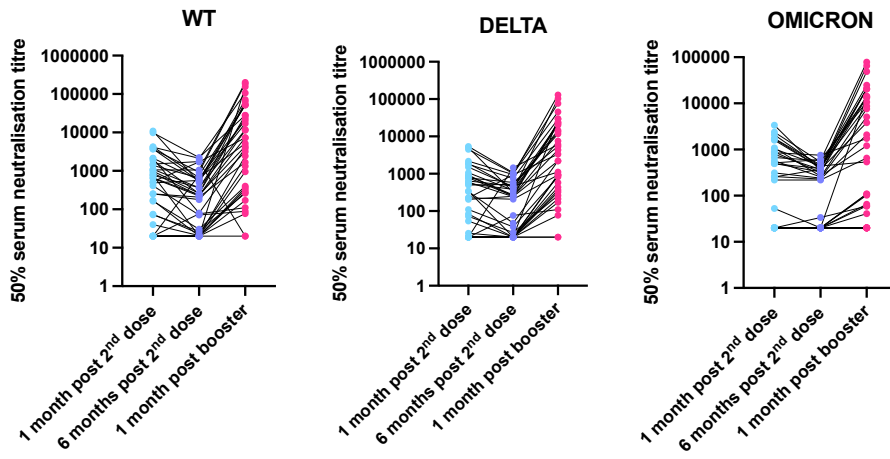 WT
50% serum neutralisation titre
1000000
100000
10000
1000
100
10
1
1 month post 2nd dose
6 months post 2nd dose
1 month post booster
DELTA
50% serum neutralisation titre
1000000
100000
10000
1000
100
10
1
1 month post 2nd dose
6 months post 2nd dose
1 month post booster
OMICRON
50% serum neutralisation titre
100000
10000
1000
100
10
1
1 month post 2nd dose
6 months post 2nd dose
1 month post booster